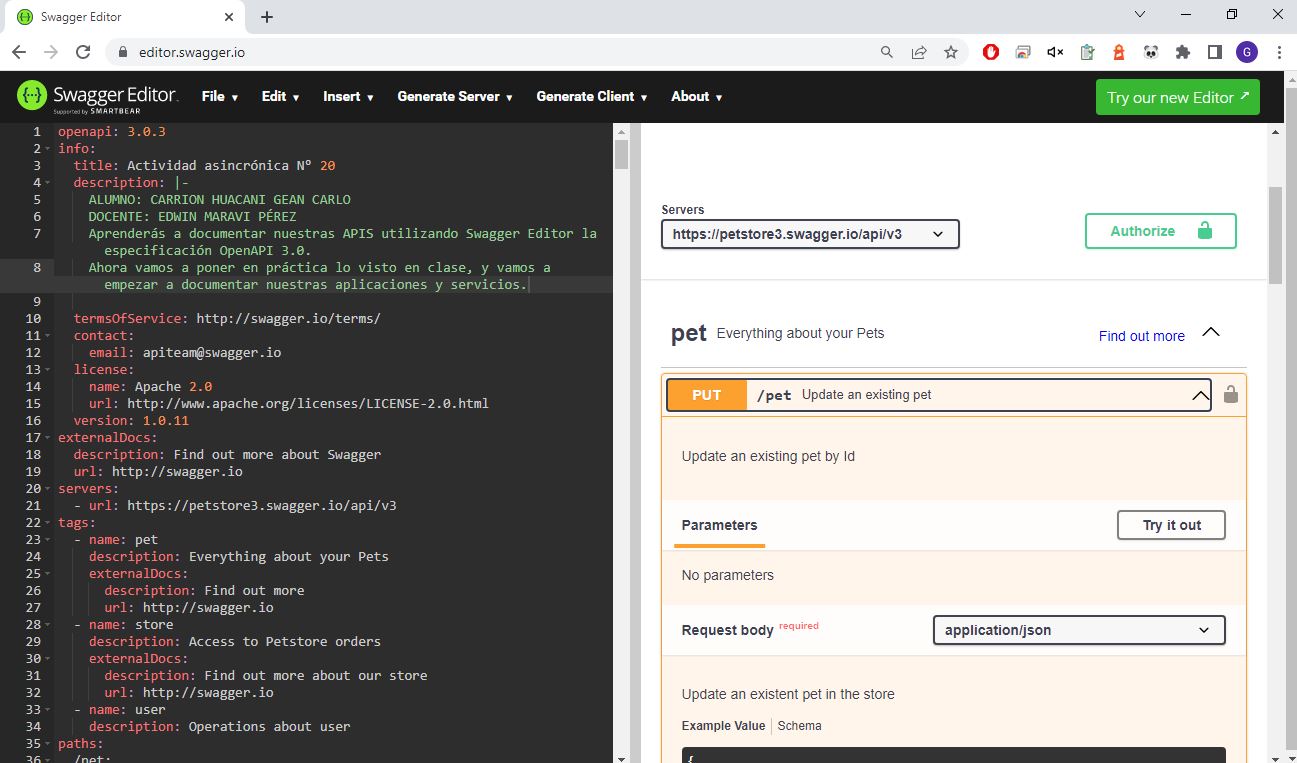 Swagger Editor
editor.swagger.io
G
Swagger Editor.
Supported by SMARTBEAR
File Edit Insert Generate Server Generate Client About
Try our new Editor ↗
1 openapi: 3.0.3
2 info:
3 title: Actividad asincrónica Nº 20
4 description: |-
5 ALUMNO: CARRION HUACANI GEAN CARLO
6 DOCENTE: EDWIN MARAVI PÉREZ
7 Aprenderás a documentar nuestras APIS utilizando Swagger Editor la
especificación OpenAPI 3.0.
8 Ahora vamos a poner en práctica lo visto en clase, y vamos a
empezar a documentar nuestras aplicaciones y servicios.
9
10 termsOfService: http://swagger.io/terms/
11 contact:
12 email: apiteam@swagger.io
13 license:
14 name: Apache 2.0
15 url: http://www.apache.org/licenses/LICENSE-2.0.html
16 version: 1.0.11
17 externalDocs:
18 description: Find out more about Swagger
19 url: http://swagger.io
20 servers:
21 - url: https://petstore3.swagger.io/api/v3
22 tags:
23 - name: pet
24 description: Everything about your Pets
25 externalDocs:
26 description: Find out more
27 url: http://swagger.io
28 - name: store
29 description: Access to Petstore orders
30 externalDocs:
31 description: Find out more about our store
32 url: http://swagger.io
33 - name: user
34 description: Operations about user
35 paths:
36 /pet:
Servers
https://petstore3.swagger.io/api/v3
Authorize
pet Everything about your Pets
Find out more
PUT /pet Update an existing pet
Update an existing pet by Id
Parameters
Try it out
No parameters
Request body required
application/json
Update an existent pet in the store
Example Value Schema
{